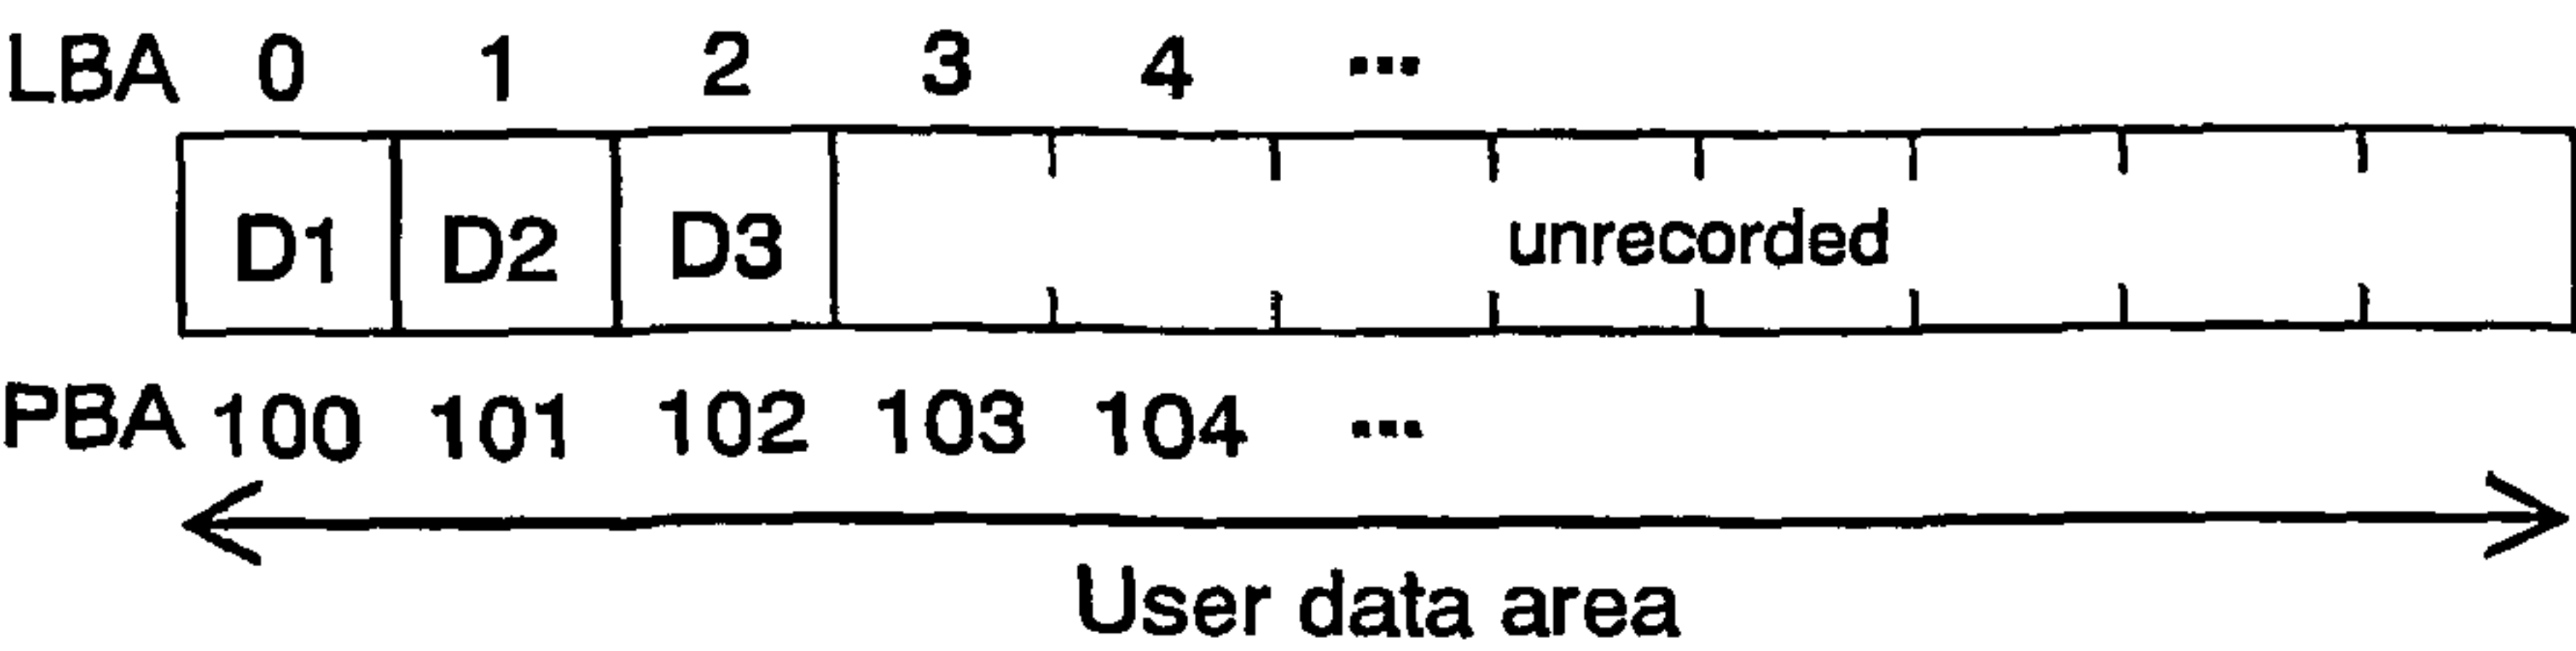 LBA 0 1 2 3 4 ...
D1 D2 D3 unrecorded
PBA 100 101 102 103 104 ...
User data area